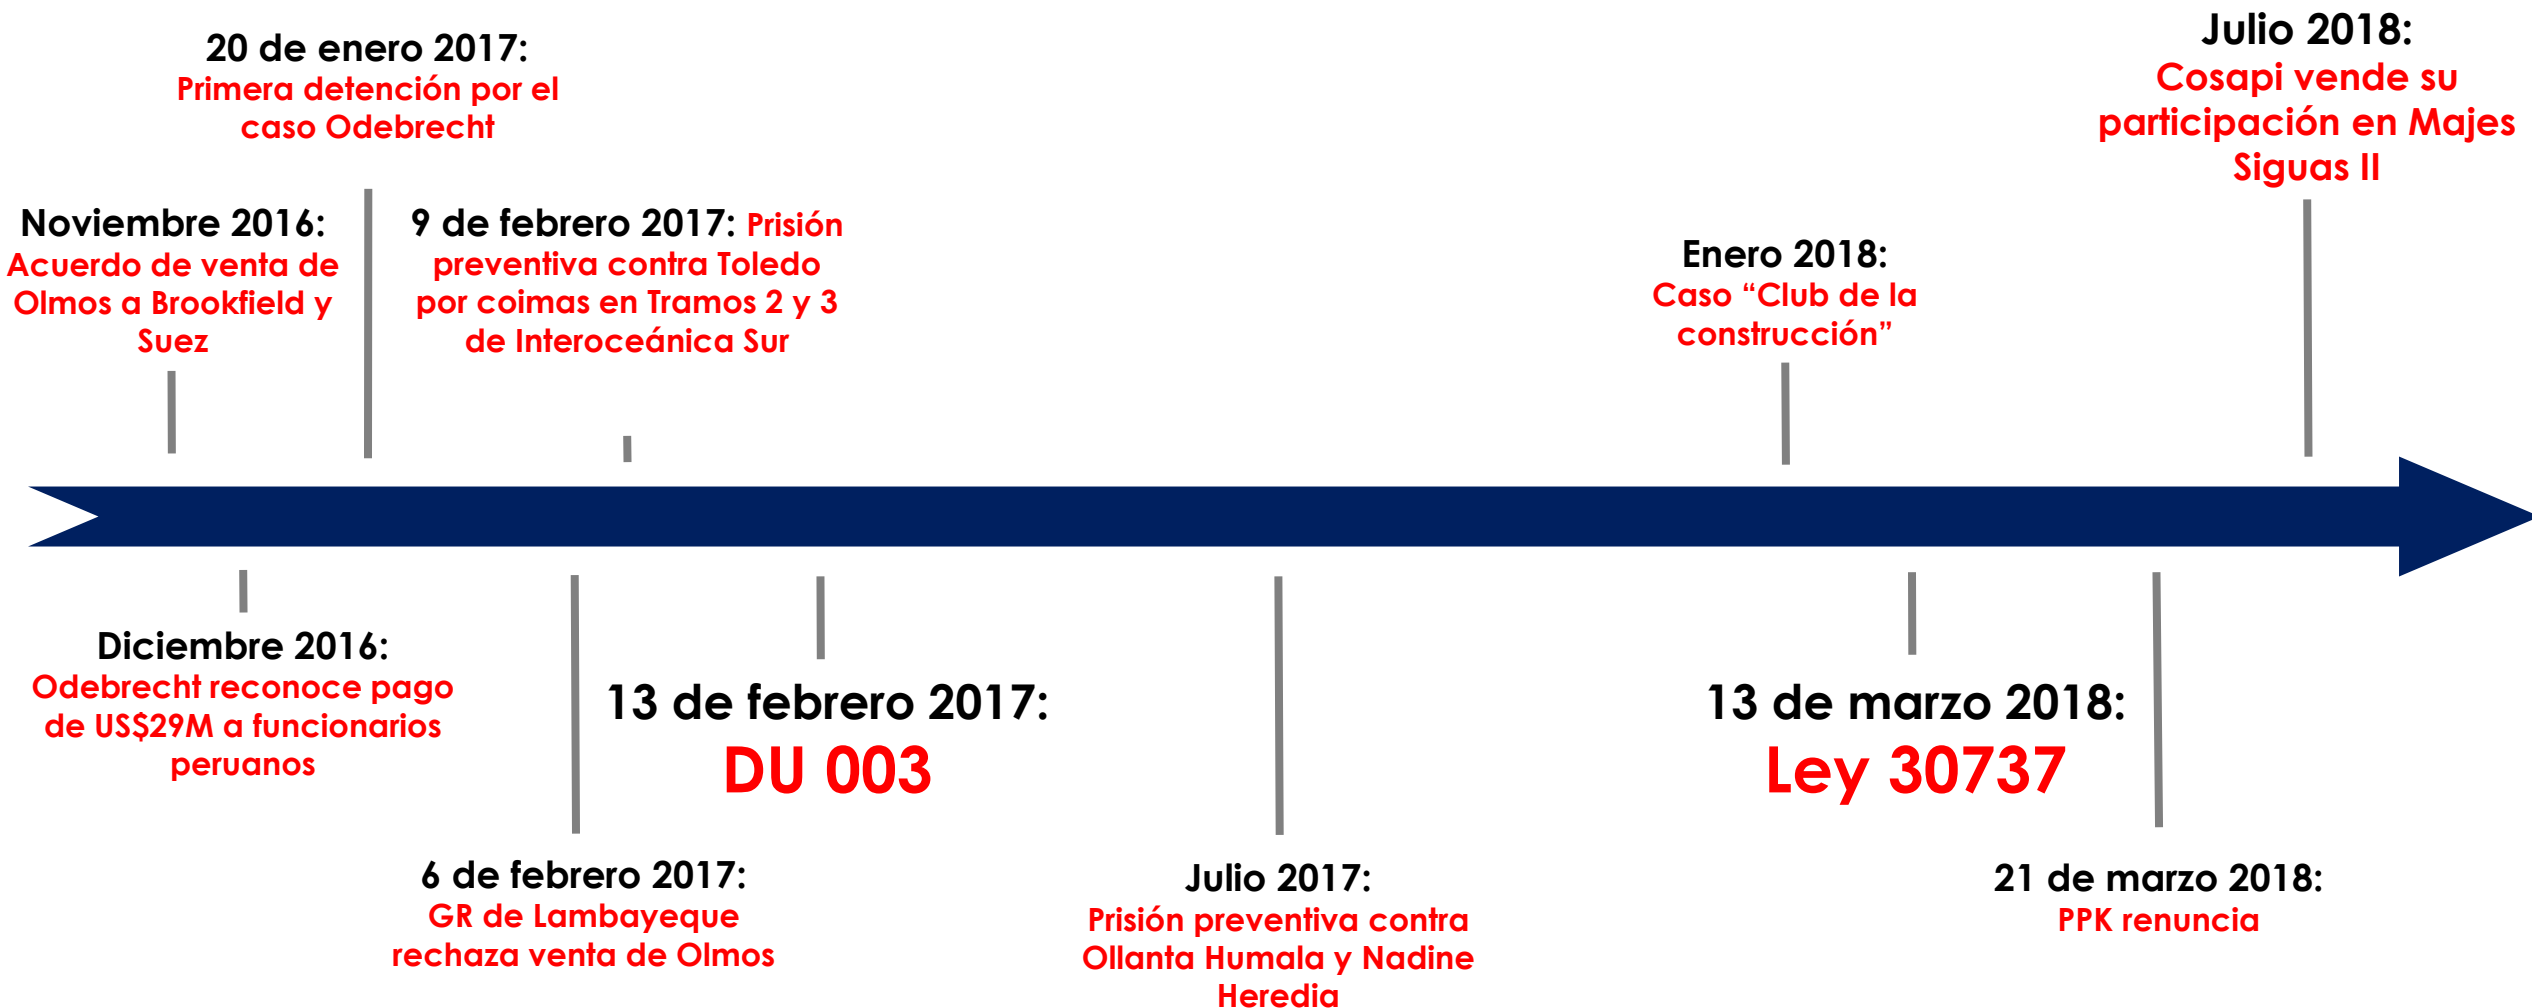 20 de enero 2017:
Primera detención por el
caso Odebrecht
Julio 2018:
Cosapi vende su
participación en Majes
Siguas II
Noviembre 2016:
Acuerdo de venta de
Olmos a Brookfield y
Suez
9 de febrero 2017: Prisión
preventiva contra Toledo
por coimas en Tramos 2 y 3
de Interoceánica Sur
Enero 2018:
Caso “Club de la
construcción”
Diciembre 2016:
Odebrecht reconoce pago
de US$29M a funcionarios
peruanos
13 de febrero 2017:
DU 003
13 de marzo 2018:
Ley 30737
6 de febrero 2017:
GR de Lambayeque
rechaza venta de Olmos
Julio 2017:
Prisión preventiva contra
Ollanta Humala y Nadine
Heredia
21 de marzo 2018:
PPK renuncia